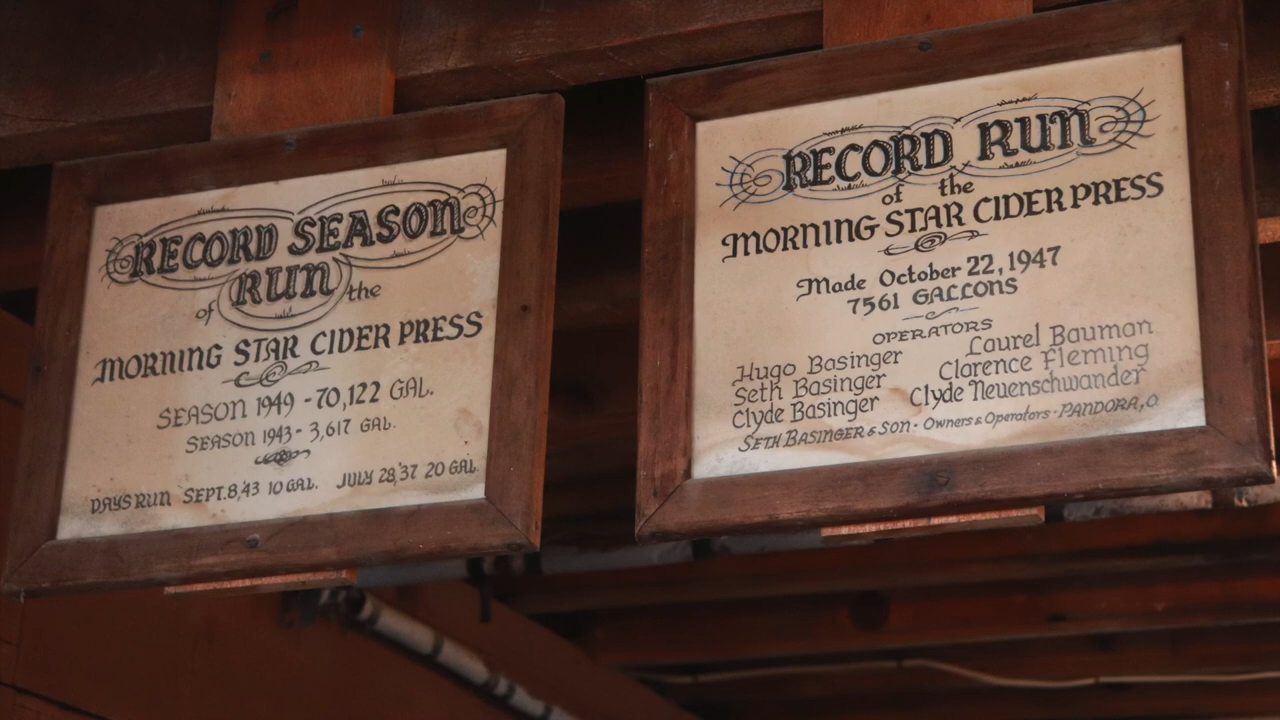 RECORD SEASON
RUN
of the
MORNING STAR CIDER PRESS
SEASON 1949 - 70,122 GAL.
SEASON 1943 - 3,617 GAL.
DAYS RUN SEPT. 8,'43 10 GAL. JULY 28,'37 20 GAL.
RECORD RUN
of the
MORNING STAR CIDER PRESS
Made October 22, 1947
7561 GALLONS
OPERATORS
Hugo Basinger Laurel Bauman
Seth Basinger Clarence Fleming
Clyde Basinger Clyde Neuenschwander
SETH BASINGER & SON - Owners & Operators - PANDORA, O.